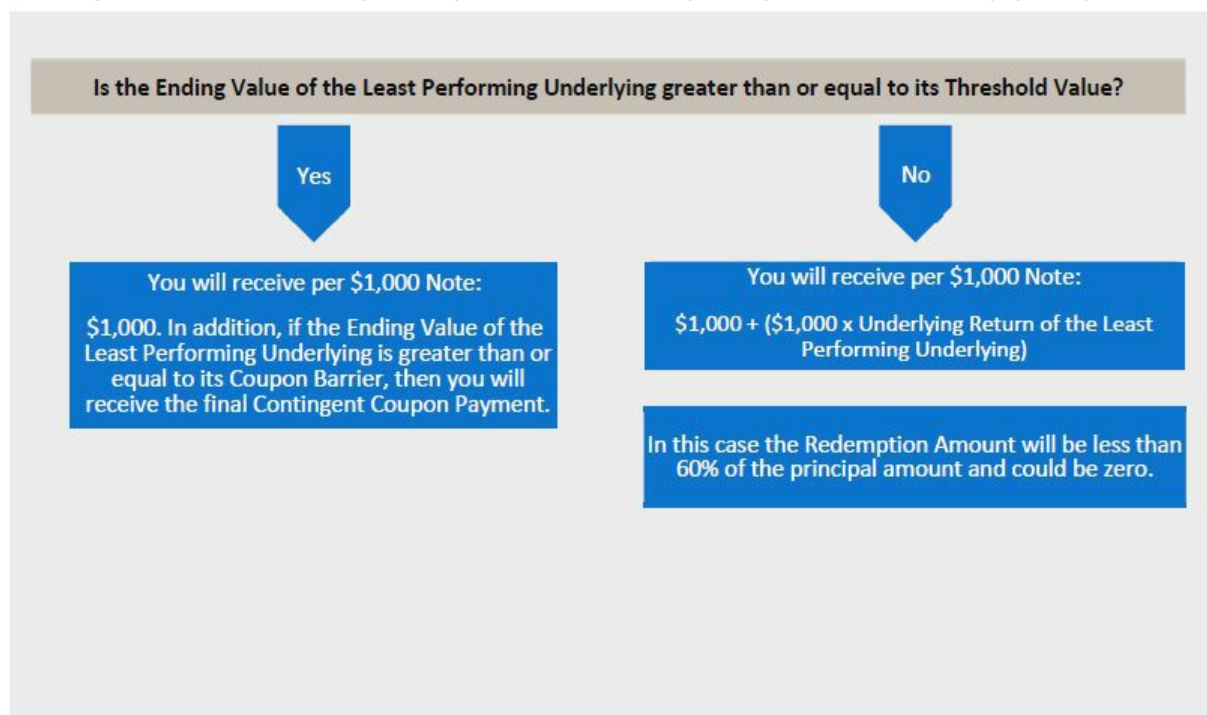 Is the Ending Value of the Least Performing Underlying greater than or equal to its Threshold Value?
Yes
No
You will receive per $1,000 Note:
$1,000. In addition, if the Ending Value of the
Least Performing Underlying is greater than or
equal to its Coupon Barrier, then you will
receive the final Contingent Coupon Payment.
You will receive per $1,000 Note:
$1,000 + ($1,000 x Underlying Return of the Least
Performing Underlying)
In this case the Redemption Amount will be less than
60% of the principal amount and could be zero.